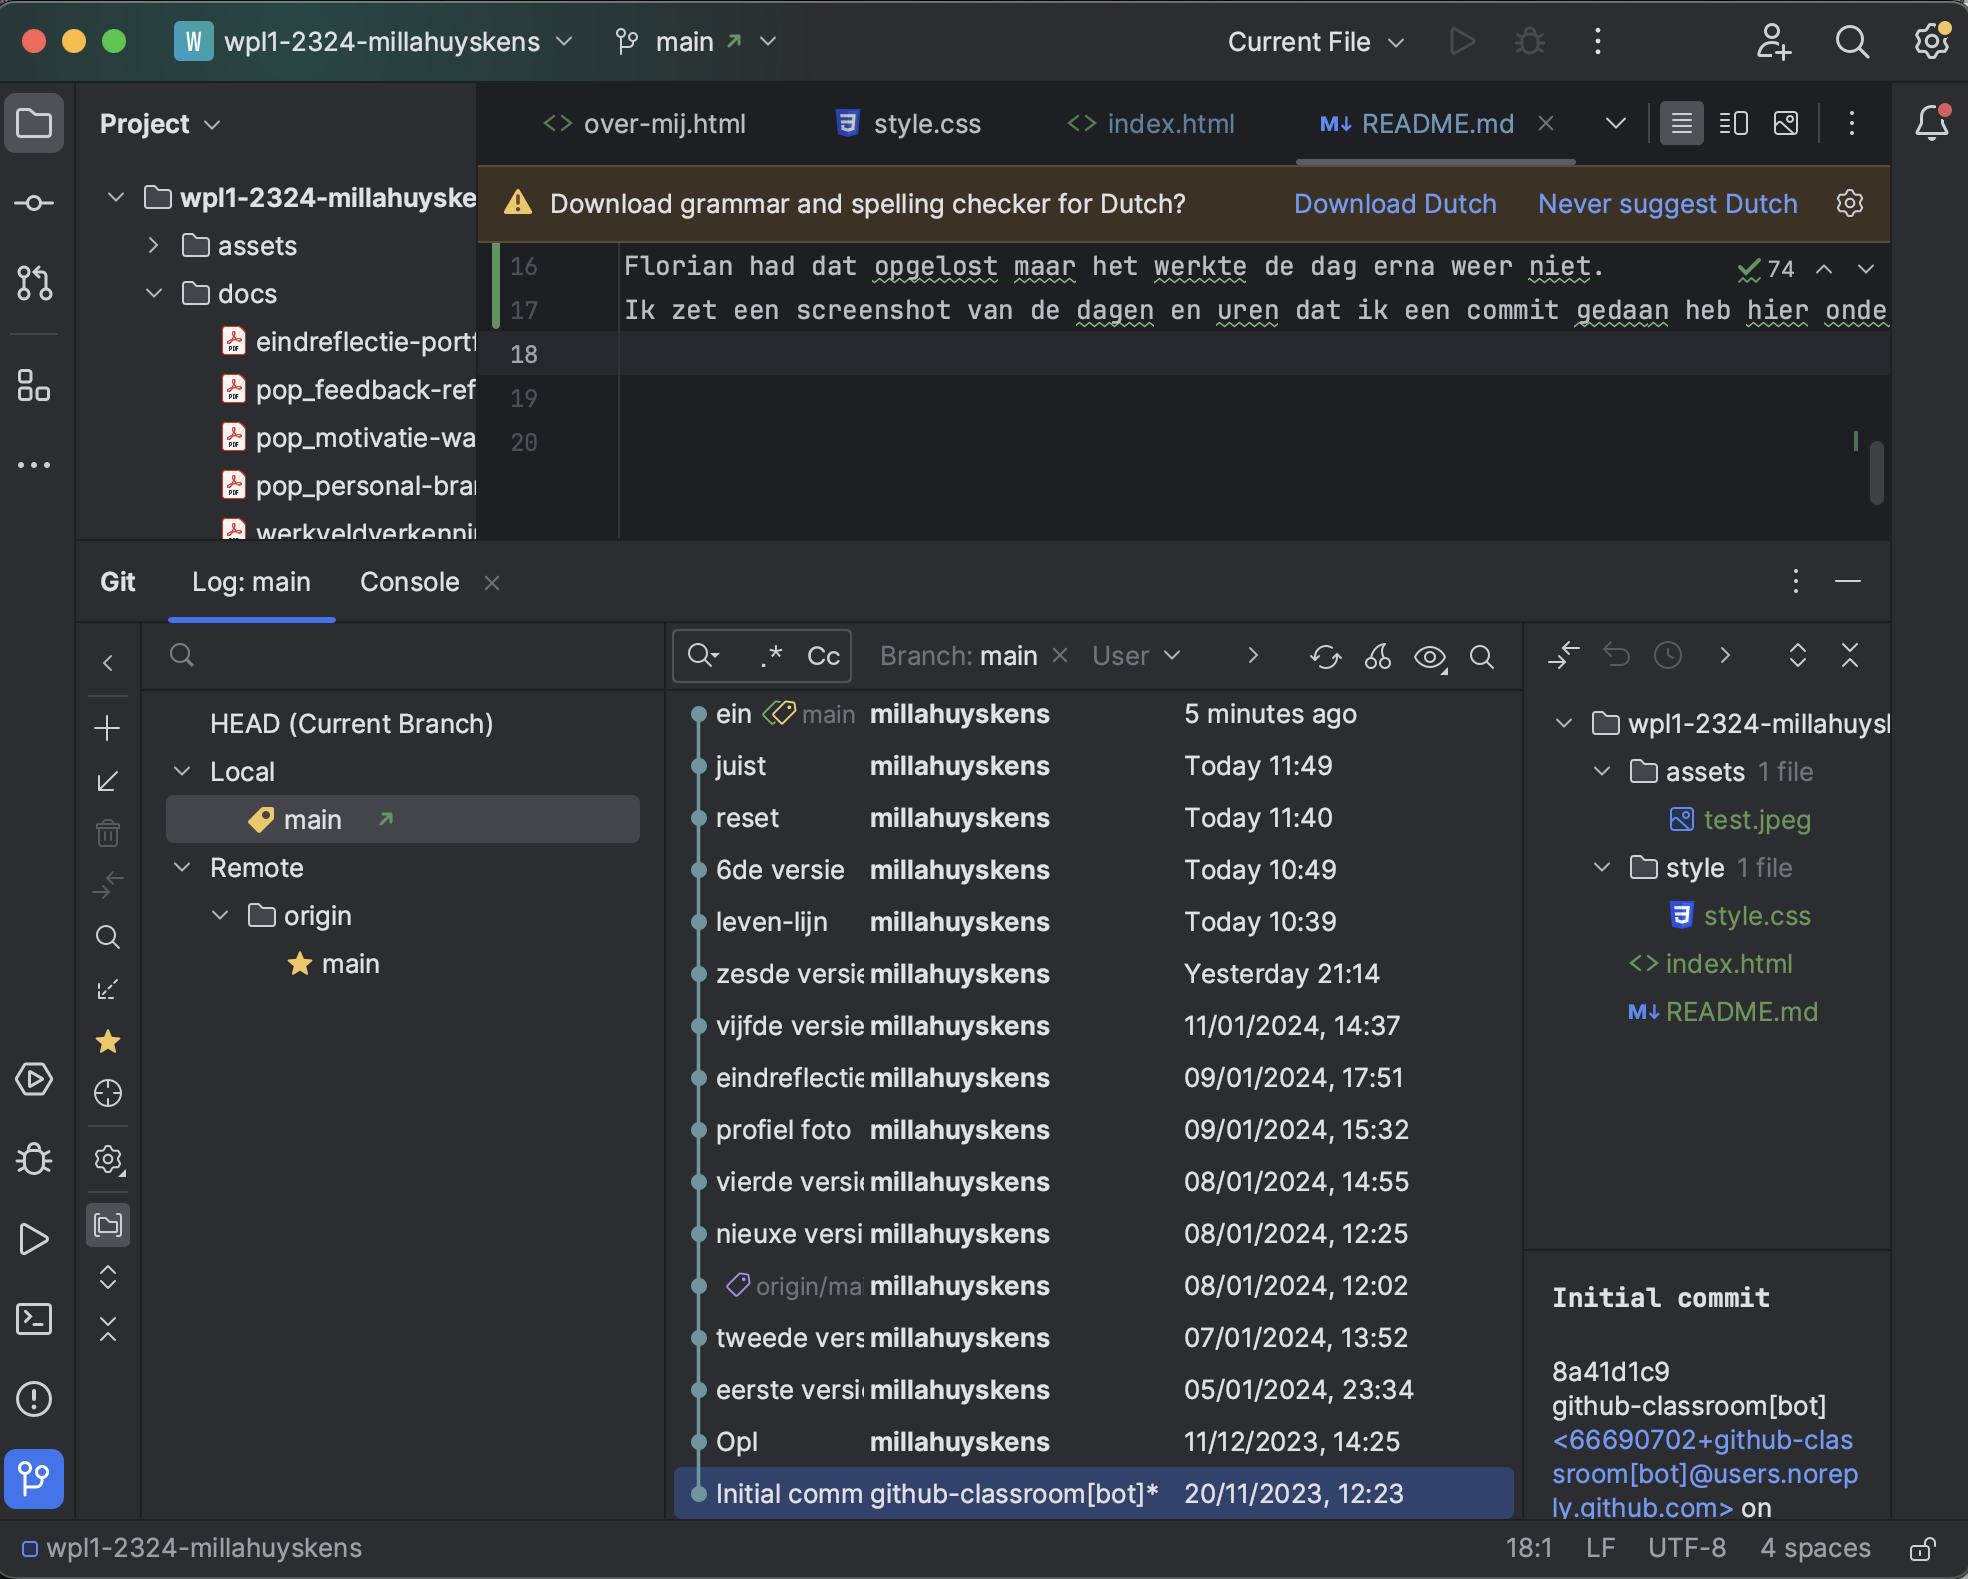 W wpl1-2324-millahuyskens main Current File
Project over-mij.html style.css index.html README.md
Download grammar and spelling checker for Dutch? Download Dutch Never suggest Dutch
wpl1-2324-millahuyske
assets
docs
eindreflectie-portf
pop_feedback-ref
pop_motivatie-wa
pop_personal-bra
werkveldverkenni
16 Florian had dat opgelost maar het werkte de dag erna weer niet. 74
17 Ik zet een screenshot van de dagen en uren dat ik een commit gedaan heb hier onde
18
19
20
Git Log: main Console
.* Cc Branch: main User
HEAD (Current Branch)
Local
main
Remote
origin
main
ein main millahuyskens 5 minutes ago
juist millahuyskens Today 11:49
reset millahuyskens Today 11:40
6de versie millahuyskens Today 10:49
leven-lijn millahuyskens Today 10:39
zesde versie millahuyskens Yesterday 21:14
vijfde versie millahuyskens 11/01/2024, 14:37
eindreflectie millahuyskens 09/01/2024, 17:51
profiel foto millahuyskens 09/01/2024, 15:32
vierde versie millahuyskens 08/01/2024, 14:55
nieuxe versi millahuyskens 08/01/2024, 12:25
origin/mai millahuyskens 08/01/2024, 12:02
tweede vers millahuyskens 07/01/2024, 13:52
eerste versi millahuyskens 05/01/2024, 23:34
Opl millahuyskens 11/12/2023, 14:25
Initial comm github-classroom[bot]* 20/11/2023, 12:23
wpl1-2324-millahuysk
assets 1 file
test.jpeg
style 1 file
style.css
index.html
README.md
Initial commit
8a41d1c9
github-classroom[bot]
<66690702+github-clas
sroom[bot]@users.norep
ly.github.com> on
wpl1-2324-millahuyskens 18:1 LF UTF-8 4 spaces